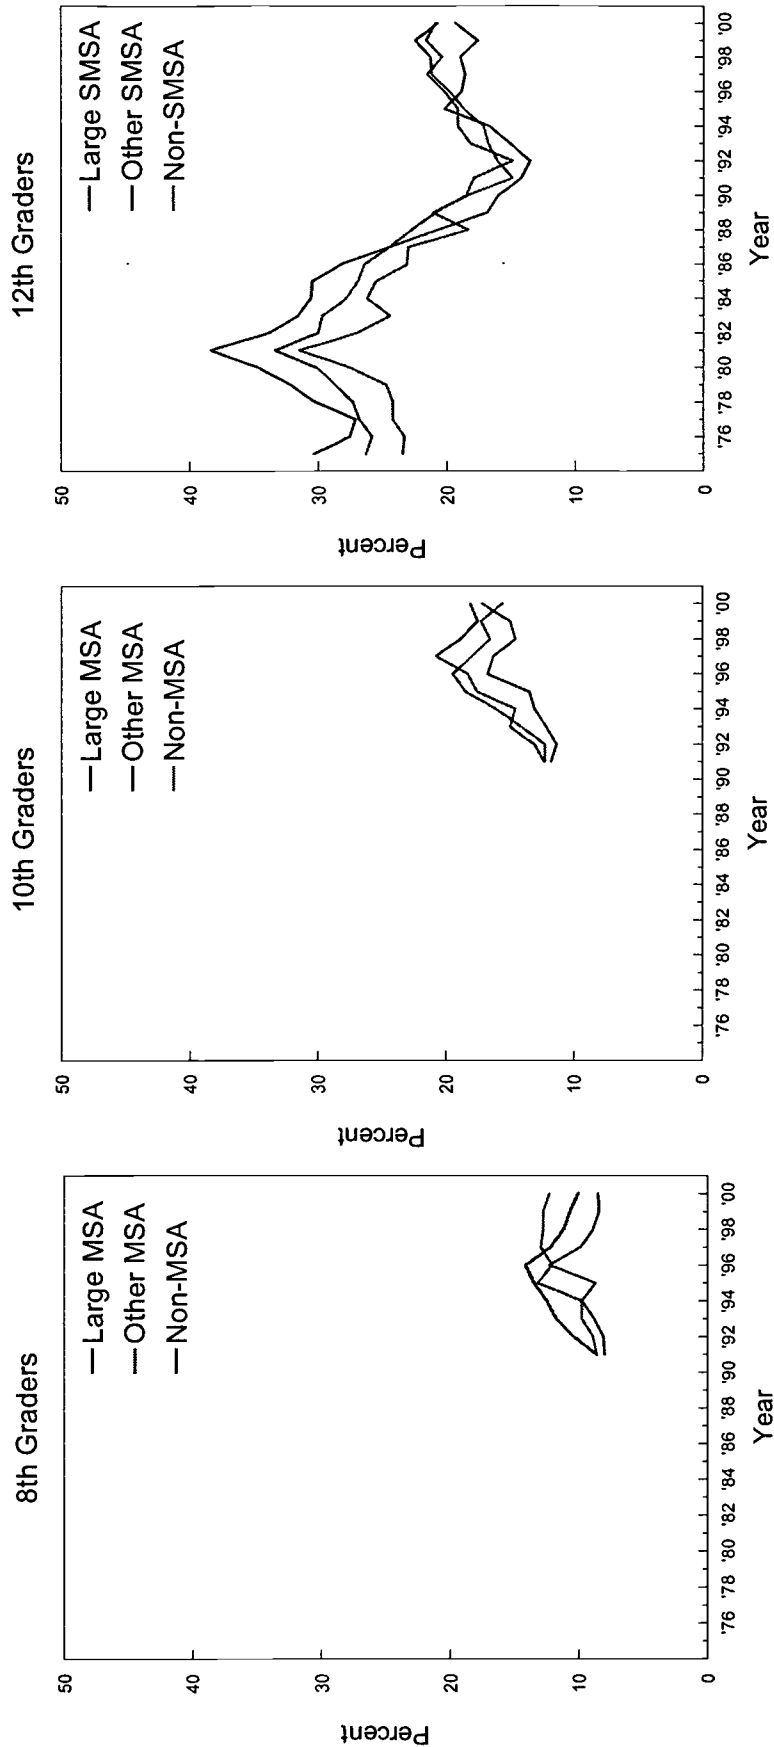 8th Graders
— Large MSA
— Other MSA
— Non-MSA
50
40
30
20
10
0
Percent
'76 '78 '80 '82 '84 '86 '88 '90 '92 '94 '96 '98 '00
Year
10th Graders
— Large MSA
— Other MSA
— Non-MSA
50
40
30
20
10
0
Percent
'76 '78 '80 '82 '84 '86 '88 '90 '92 '94 '96 '98 '00
Year
12th Graders
— Large SMSA
— Other SMSA
— Non-SMSA
50
40
30
20
10
0
Percent
'76 '78 '80 '82 '84 '86 '88 '90 '92 '94 '96 '98 '00
Year